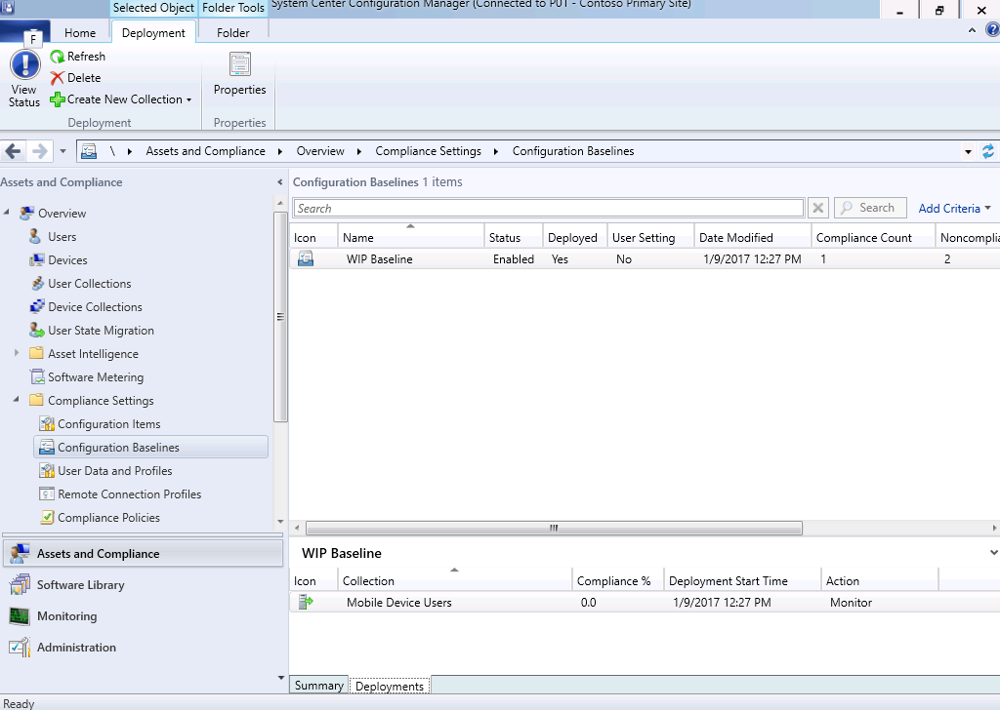 Selected Object Folder Tools System Center Configuration Manager (Connected to P01 - Contoso Primary Site)
F Home Deployment Folder
View
Status
Refresh
Delete
Create New Collection
Deployment
Properties
Properties
\ Assets and Compliance Overview Compliance Settings Configuration Baselines
Assets and Compliance
Overview
Users
Devices
User Collections
Device Collections
User State Migration
Asset Intelligence
Software Metering
Compliance Settings
Configuration Items
Configuration Baselines
User Data and Profiles
Remote Connection Profiles
Compliance Policies
Assets and Compliance
Software Library
Monitoring
Administration
Configuration Baselines 1 items
Search Search Add Criteria
Icon Name Status Deployed User Setting Date Modified Compliance Count Noncomplia
WIP Baseline Enabled Yes No 1/9/2017 12:27 PM 1 2
WIP Baseline
Icon Collection Compliance % Deployment Start Time Action
Mobile Device Users 0.0 1/9/2017 12:27 PM Monitor
Summary Deployments
Ready